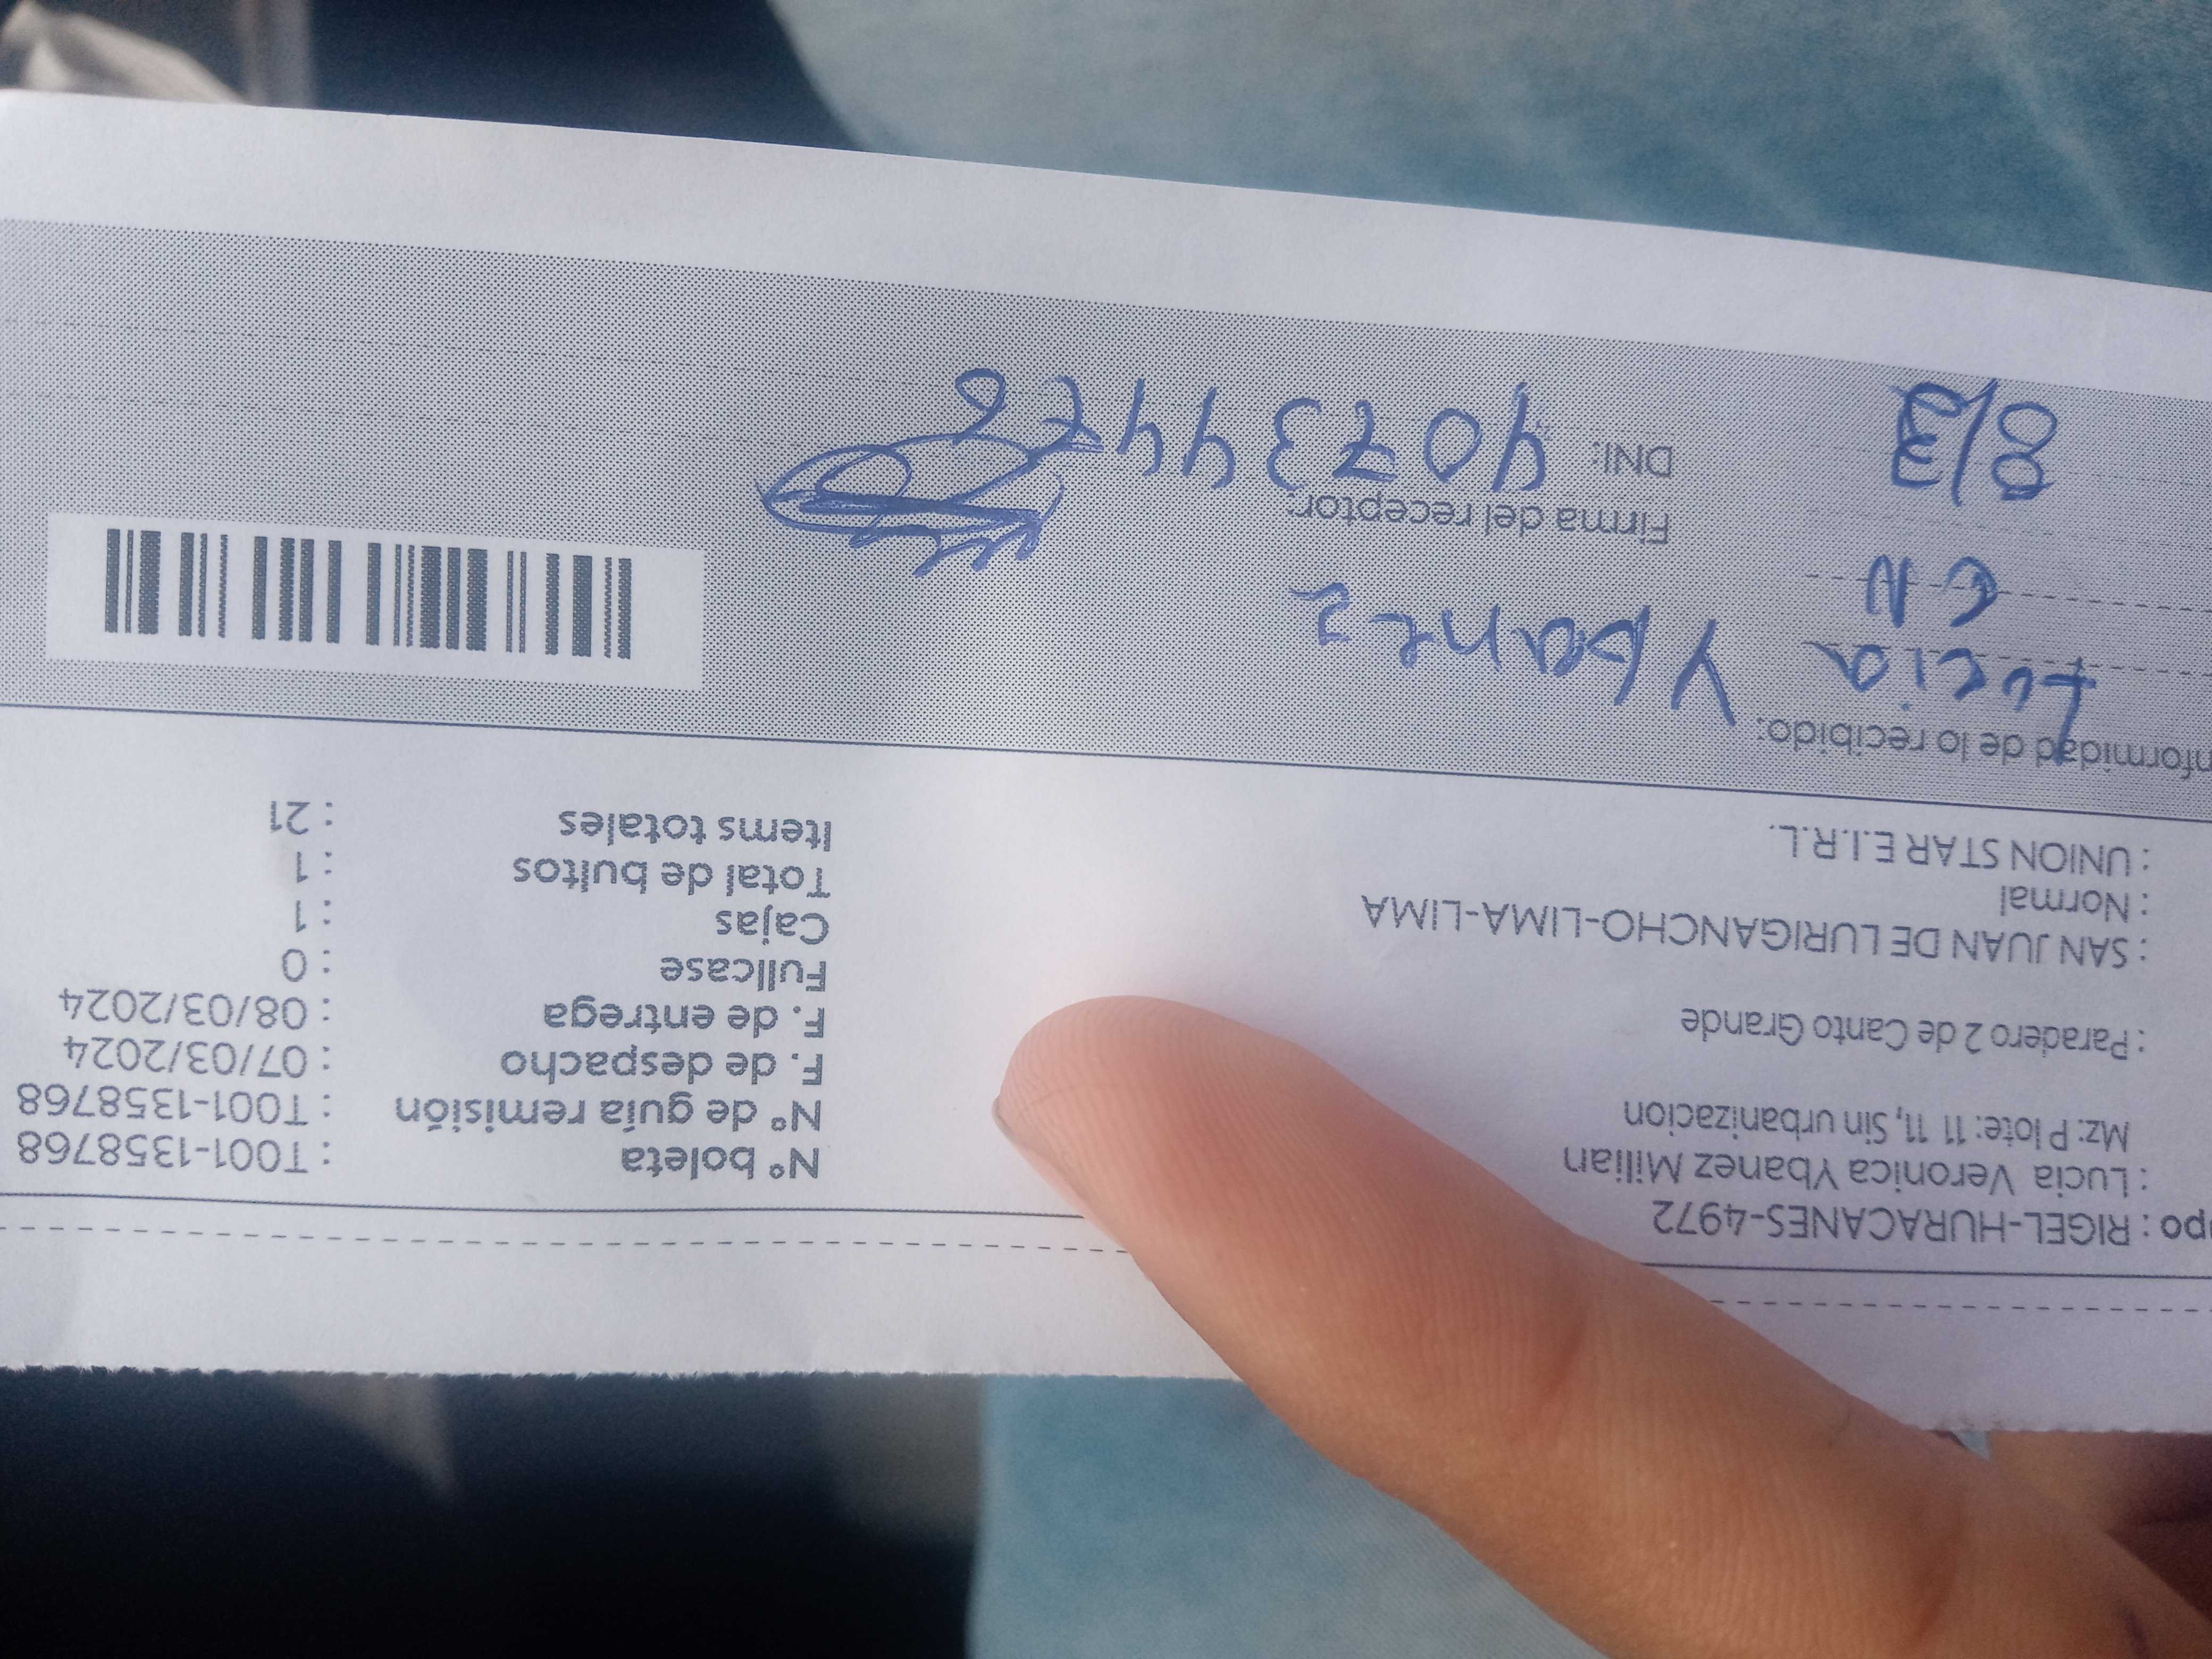 po : RIGEL-HURACANES-4972
: Lucia Veronica Ybanez Milian
Mz: P lote: 11 11, Sin urbanizacion
: Paradero 2 de Canto Grande
: SAN JUAN DE LURIGANCHO-LIMA-LIMA
: Normal
: UNION STAR E.I.R.L.
N° boleta : T001-1358768
N° de guía remisión : T001-1358768
F. de despacho : 07/03/2024
F. de entrega : 08/03/2024
Fullcase : 0
Cajas : 1
Total de bultos : 1
Items totales : 21
nformidad de lo recibido:
Lucia Ybanez
CN
8/3
Firma del receptor:
DNI: 40734478